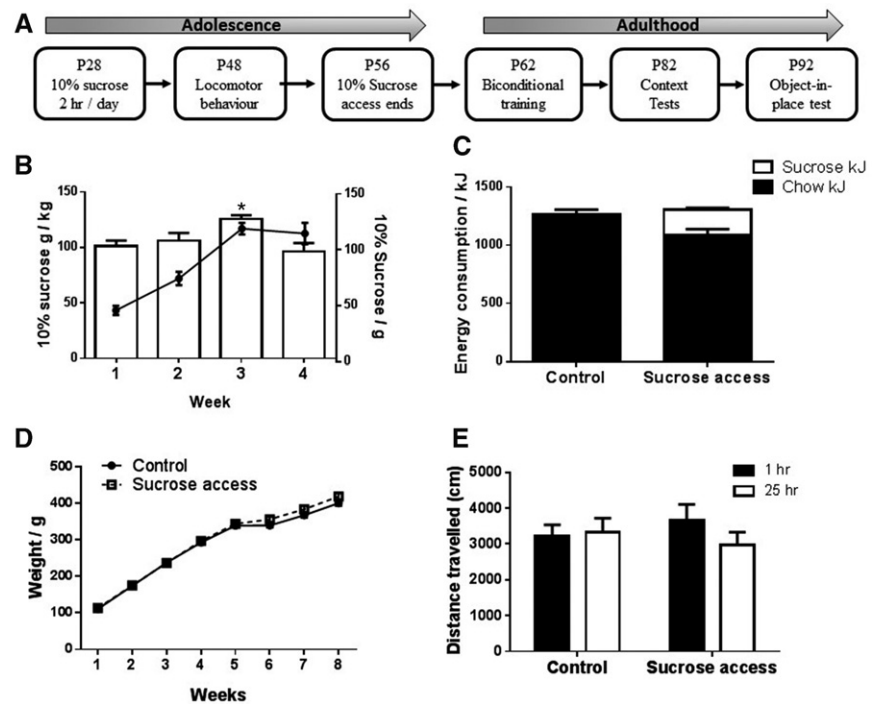 A
Adolescence
Adulthood
P28
10% sucrose
2 hr / day
P48
Locomotor
behaviour
P56
10% Sucrose
access ends
P62
Biconditional
training
P82
Context
Tests
P92
Object-in-
place test
B
10% sucrose g / kg
150
100
50
0
*
150
100
50
0
10% Sucrose / g
1 2 3 4
Week
C
Sucrose kJ
Chow kJ
Energy consumption / kJ
1500
1000
500
0
Control Sucrose access
D
Control
Sucrose access
Weight / g
500
400
300
200
100
0
1 2 3 4 5 6 7 8
Weeks
E
1 hr
25 hr
Distance travelled (cm)
5000
4000
3000
2000
1000
0
Control Sucrose access